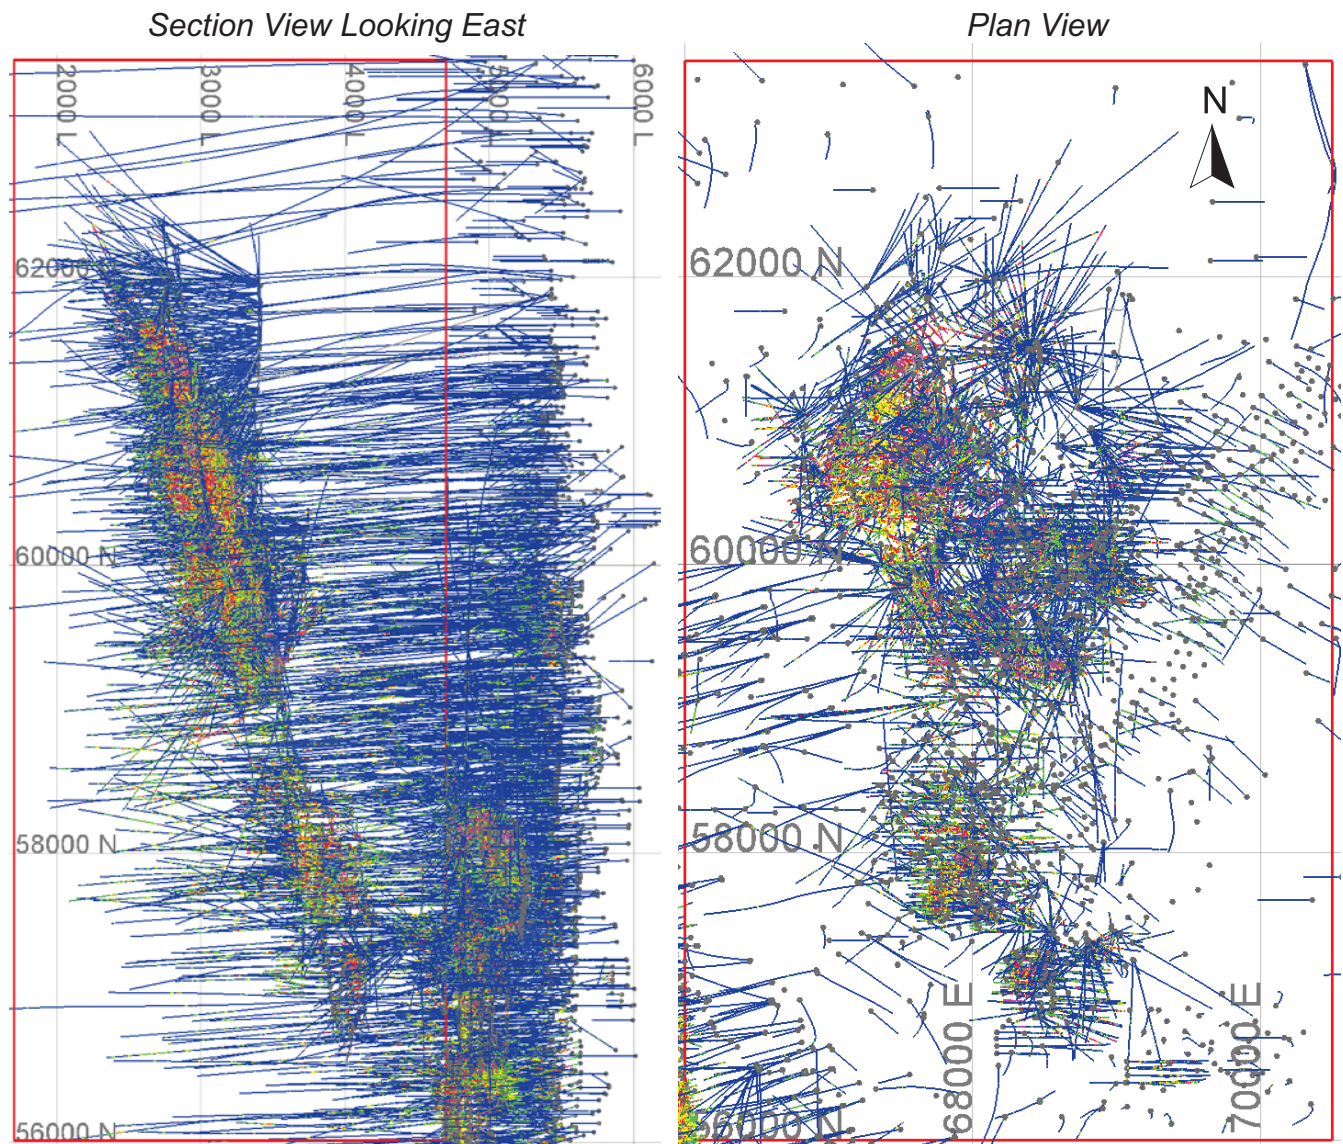 Section View Looking East
Plan View
2000 L
3000 L
4000 L
5000 L
6000 L
N
62000
62000 N
60000 N
60000 N
58000 N
58000 N
68000 E
70000 E
56000 N
56000 N